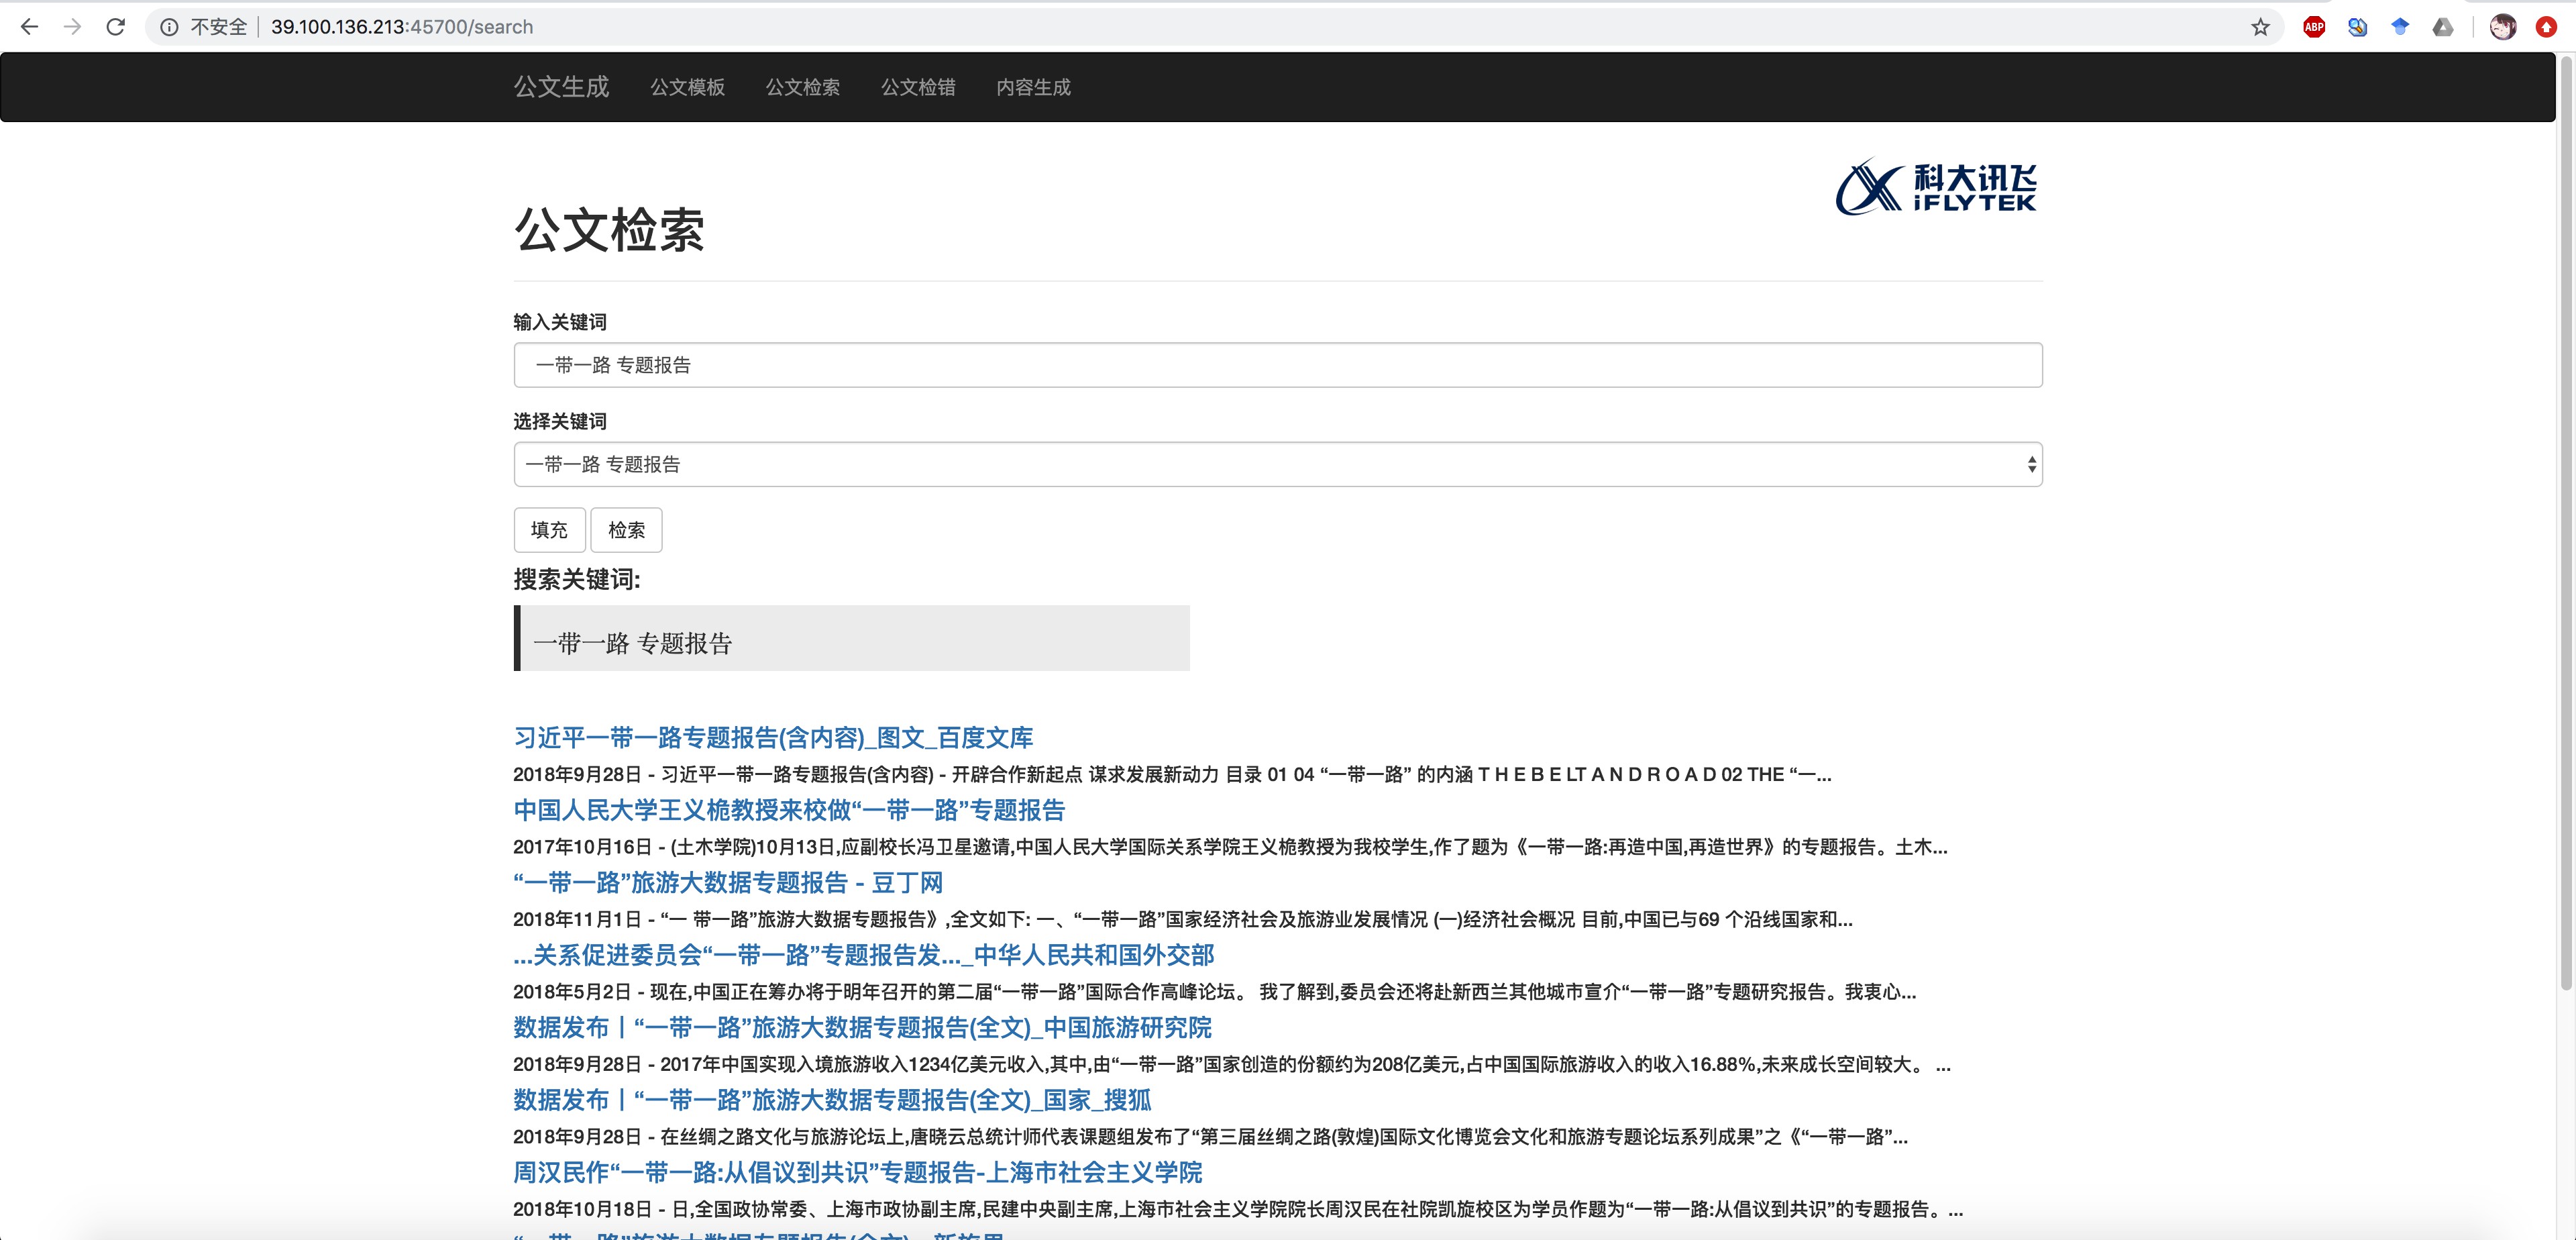 不安全 39.100.136.213:45700/search
ABP
公文生成 公文模板 公文检索 公文检错 内容生成
科大讯飞
iFLYTEK
公文检索
输入关键词
一带一路 专题报告
选择关键词
一带一路 专题报告
填充 检索
搜索关键词:
一带一路 专题报告
习近平一带一路专题报告(含内容)_图文_百度文库
2018年9月28日 - 习近平一带一路专题报告(含内容) - 开辟合作新起点 谋求发展新动力 目录 01 04 “一带一路” 的内涵 T H E B E LT A N D R O A D 02 THE “一...
中国人民大学王义桅教授来校做“一带一路”专题报告
2017年10月16日 - (土木学院)10月13日,应副校长冯卫星邀请,中国人民大学国际关系学院王义桅教授为我校学生,作了题为《一带一路:再造中国,再造世界》的专题报告。土木...
“一带一路”旅游大数据专题报告 - 豆丁网
2018年11月1日 - “一 带一路”旅游大数据专题报告》,全文如下: 一、“一带一路”国家经济社会及旅游业发展情况 (一)经济社会概况 目前,中国已与69 个沿线国家和...
...关系促进委员会“一带一路”专题报告发..._中华人民共和国外交部
2018年5月2日 - 现在,中国正在筹办将于明年召开的第二届“一带一路”国际合作高峰论坛。 我了解到,委员会还将赴新西兰其他城市宣介“一带一路”专题研究报告。我衷心...
数据发布丨“一带一路”旅游大数据专题报告(全文)_中国旅游研究院
2018年9月28日 - 2017年中国实现入境旅游收入1234亿美元收入,其中,由“一带一路”国家创造的份额约为208亿美元,占中国国际旅游收入的收入16.88%,未来成长空间较大。 ...
数据发布丨“一带一路”旅游大数据专题报告(全文)_国家_搜狐
2018年9月28日 - 在丝绸之路文化与旅游论坛上,唐晓云总统计师代表课题组发布了“第三届丝绸之路(敦煌)国际文化博览会文化和旅游专题论坛系列成果”之《“一带一路”...
周汉民作“一带一路:从倡议到共识”专题报告-上海市社会主义学院
2018年10月18日 - 日,全国政协常委、上海市政协副主席,民建中央副主席,上海市社会主义学院院长周汉民在社院凯旋校区为学员作题为“一带一路:从倡议到共识”的专题报告。...
“一带一路”旅游大数据专题报告(全文)